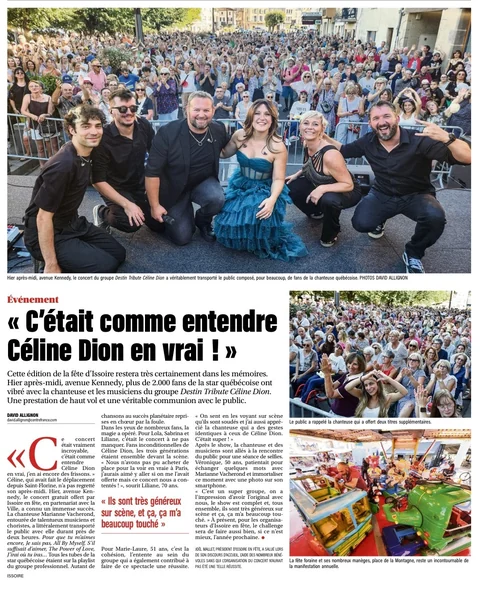 Hier après-midi, avenue Kennedy, le concert du groupe Destin Tribute Céline Dion a véritablement transporté le public composé, pour beaucoup, de fans de la chanteuse québécoise. PHOTOS DAVID ALLIGNON
Événement
« C'était comme entendre
Céline Dion en vrai ! »
Cette édition de la fête d'Issoire restera très certainement dans les mémoires.
Hier après-midi, avenue Kennedy, plus de 2.000 fans de la star québécoise ont
vibré avec la chanteuse et les musiciens du groupe Destin Tribute Céline Dion.
Une prestation de haut vol et une véritable communion avec le public.
DAVID ALLIGNON
david.allignon@centrefrance.com
« Ce concert
était vraiment
incroyable,
c'était comme
entendre
Céline Dion
en vrai, j'en ai encore des frissons. »
Céline, qui avait fait le déplacement
depuis Saint-Florine, n'a pas regretté
son après-midi. Hier, avenue Ken-
nedy, le concert gratuit offert par
Issoire en fête, en partenariat avec la
Ville, a connu un immense succès.
La chanteuse Marianne Vacherond,
entourée de talentueux musiciens et
choristes, a littéralement transporté
le public avec elle durant près de
deux heures. Pour que tu m'aimes
encore, Je sais pas, All By Myself, S'il
suffisait d'aimer, The Power of Love,
J'irai où tu iras… Tous les tubes de la
star québécoise étaient sur la playlist
du groupe professionnel. Autant de
chansons au succès planétaire repri-
ses en chœur par la foule.
Dans les yeux de nombreux fans, la
magie a opéré. Pour Lola, Sabrina et
Liliane, c'était le concert à ne pas
manquer. Fans inconditionnelles de
Céline Dion, les trois générations
étaient ensemble devant la scène.
« Nous n'avons pas pu acheter de
place pour la voir en vraie à Paris,
j'aurais aimé y aller si on me l'avait
offerte mais ce concert nous a conte-
nté ! », sourit Liliane, 70 ans.
« Ils sont très généreux
sur scène, et ça, ça m'a
beaucoup touché »
Pour Marie-Laure, 51 ans, c'est la
cohésion, l'entente au sein du
groupe qui a également contribué à
faire de ce spectacle une réussite.
« On sent en les voyant sur scène
qu'ils sont soudés et j'ai aussi appré-
cié la chanteuse qui a des gestes
identiques à ceux de Céline Dion.
C'était super ! »
Après le show, la chanteuse et des
musiciens sont allés à la rencontre
du public pour une séance de selfies.
Véronique, 50 ans, patientait pour
échanger quelques mots avec
Marianne Vacherond et immortaliser
ce moment avec une photo sur son
smartphone.
« C'est un super groupe, on a
l'impression d'avoir l'original avec
nous, le show est complet, et tous
ensemble, ils sont très généreux sur
scène et ça, ça m'a beaucoup tou-
ché. » À présent, pour les organisa-
teurs d'Issoire en fête, le challenge
sera de faire aussi bien, si ce n'est
mieux, l'année prochaine.
Le public a rappelé la chanteuse qui a offert deux titres supplémentaires.
La fête foraine et ses nombreux manèges, place de la Montagne, reste un incontournable de
la manifestation annuelle.
ISSOIRE